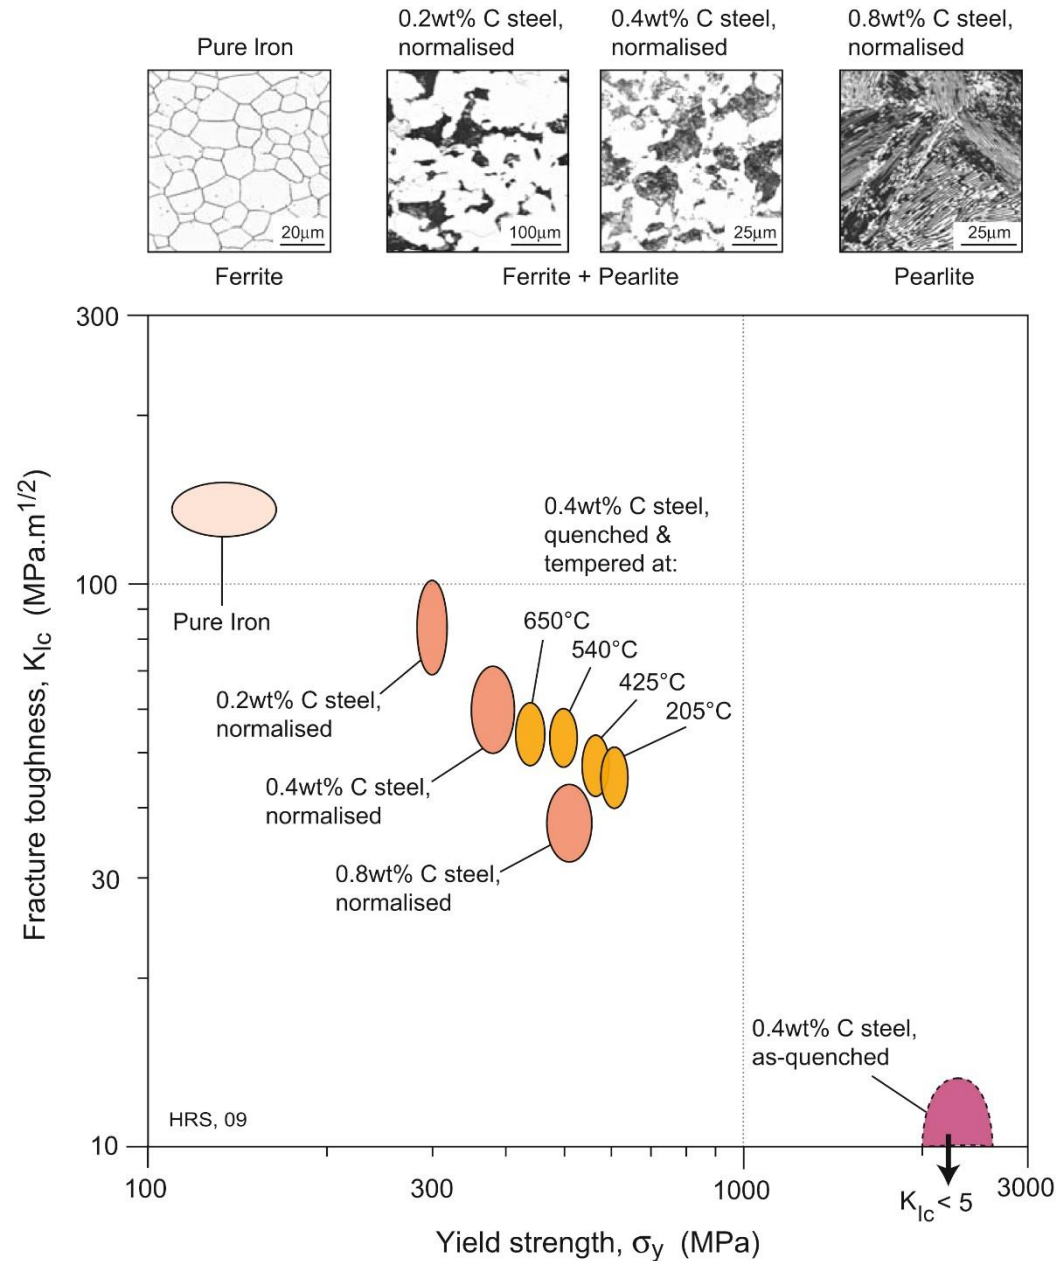 Pure Iron
0.2wt% C steel,
normalised
0.4wt% C steel,
normalised
0.8wt% C steel,
normalised
20μm
100μm
25μm
25μm
Ferrite
Ferrite + Pearlite
Pearlite
300
100
30
10
Fracture toughness, K_Ic (MPa.m^1/2)
Pure Iron
0.4wt% C steel,
quenched &
tempered at:
650°C
540°C
425°C
205°C
0.2wt% C steel,
normalised
0.4wt% C steel,
normalised
0.8wt% C steel,
normalised
0.4wt% C steel,
as-quenched
HRS, 09
K_Ic < 5
100
300
1000
3000
Yield strength, σ_y (MPa)